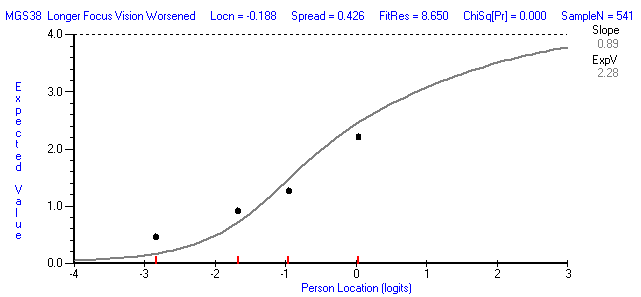 MGS38 Longer Focus Vision Worsened Locn = -0.188 Spread = 0.426 FitRes = 8.650 ChiSq[Pr] = 0.000 SampleN = 541
Slope
0.89
ExpV
2.28
Expected Value
4.0
3.0
2.0
1.0
0.0
-4 -3 -2 -1 0 1 2 3
Person Location (logits)